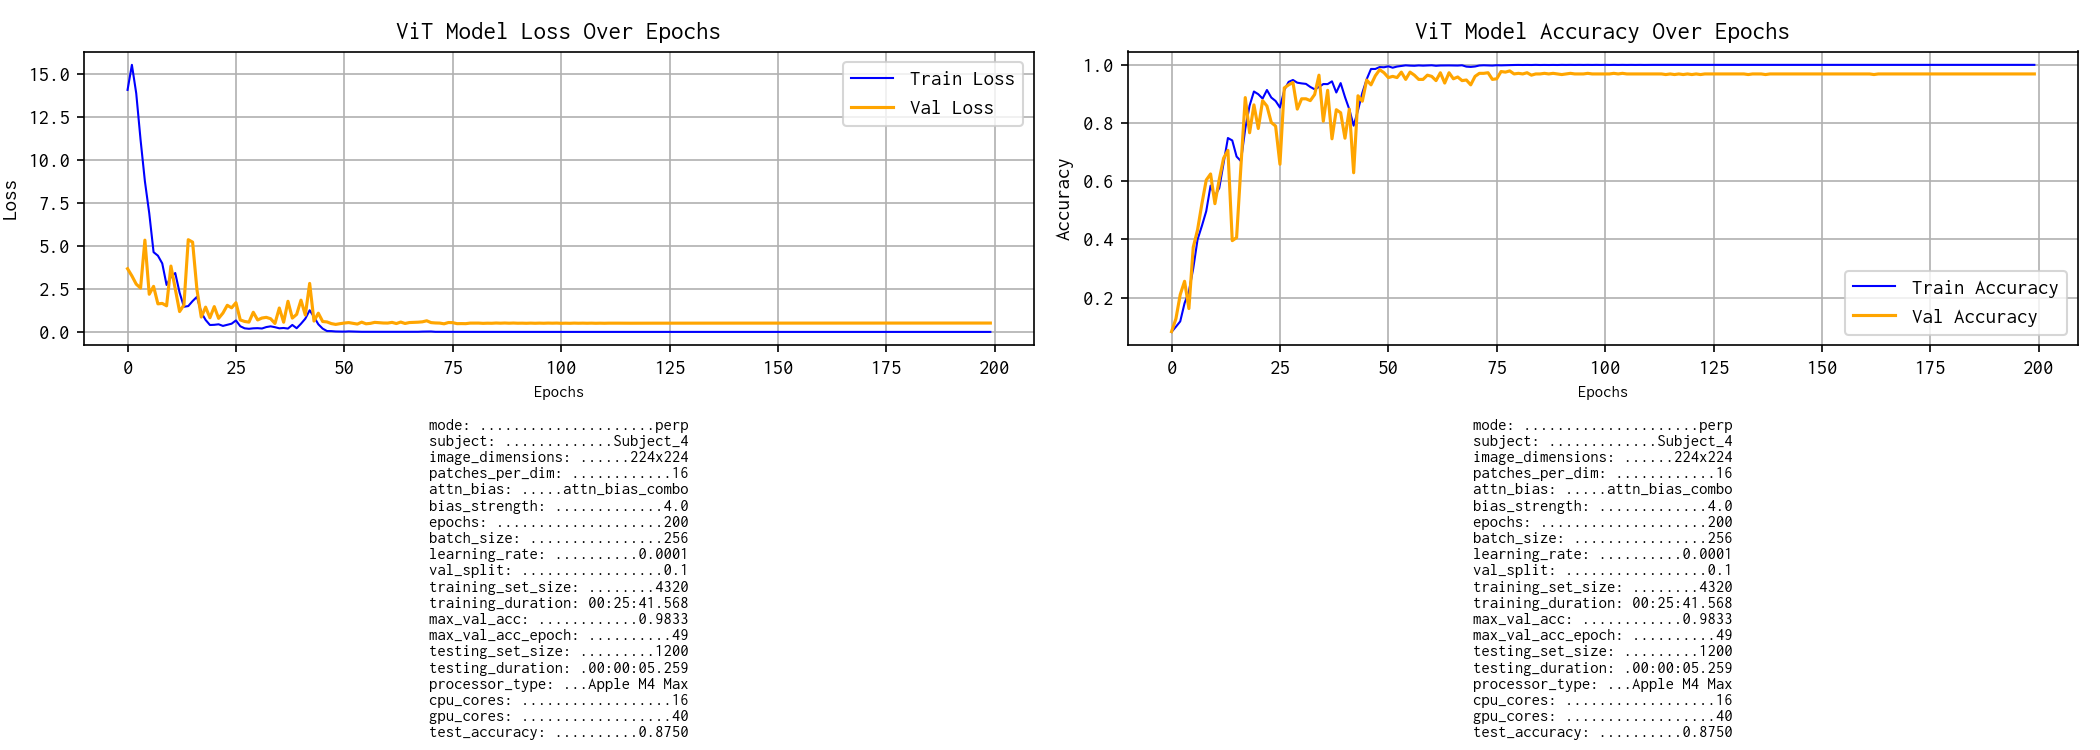 ViT Model Loss Over Epochs
Loss
15.0
12.5
10.0
7.5
5.0
2.5
0.0
Train Loss
Val Loss
0 25 50 75 100 125 150 175 200
Epochs
mode: .....................perp
subject: .............Subject_4
image_dimensions: ......224x224
patches_per_dim: ............16
attn_bias: .....attn_bias_combo
bias_strength: .............4.0
epochs: ....................200
batch_size: ................256
learning_rate: ..........0.0001
val_split: .................0.1
training_set_size: ........4320
training_duration: 00:25:41.568
max_val_acc: ............0.9833
max_val_acc_epoch: ..........49
testing_set_size: .........1200
testing_duration: .00:00:05.259
processor_type: ...Apple M4 Max
cpu_cores: ..................16
gpu_cores: ..................40
test_accuracy: ..........0.8750
ViT Model Accuracy Over Epochs
Accuracy
1.0
0.8
0.6
0.4
0.2
Train Accuracy
Val Accuracy
0 25 50 75 100 125 150 175 200
Epochs
mode: .....................perp
subject: .............Subject_4
image_dimensions: ......224x224
patches_per_dim: ............16
attn_bias: .....attn_bias_combo
bias_strength: .............4.0
epochs: ....................200
batch_size: ................256
learning_rate: ..........0.0001
val_split: .................0.1
training_set_size: ........4320
training_duration: 00:25:41.568
max_val_acc: ............0.9833
max_val_acc_epoch: ..........49
testing_set_size: .........1200
testing_duration: .00:00:05.259
processor_type: ...Apple M4 Max
cpu_cores: ..................16
gpu_cores: ..................40
test_accuracy: ..........0.8750